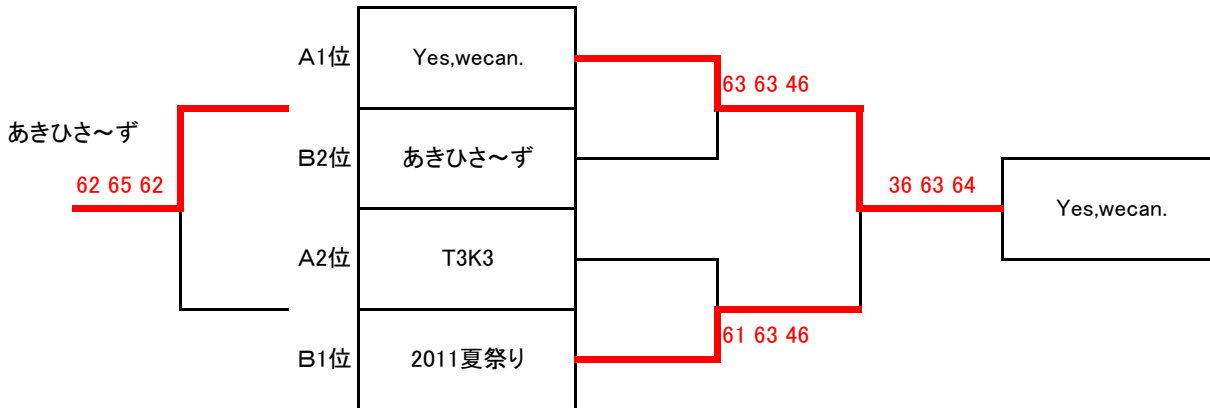 A1位 Yes,wecan.
63 63 46
あきひさ～ず
B2位 あきひさ～ず
62 65 62
36 63 64
Yes,wecan.
A2位 T3K3
61 63 46
B1位 2011夏祭り